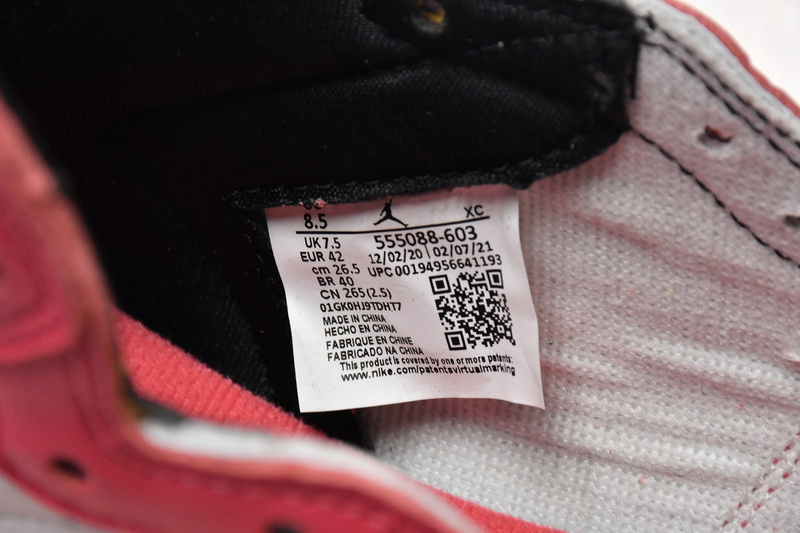 8.5 XC
UK7.5 555088-603
EUR 42 12/02/20 02/07/21
cm 26.5 UPC 00194956641193
BR 40
CN 265(2.5)
01GK0HJ9TDHT7
MADE IN CHINA
HECHO EN CHINA
FABRIQUE EN CHINE
FABRICADO NA CHINA
This product is covered by one or more patents:
www.nike.com/patentsvirtualmarking